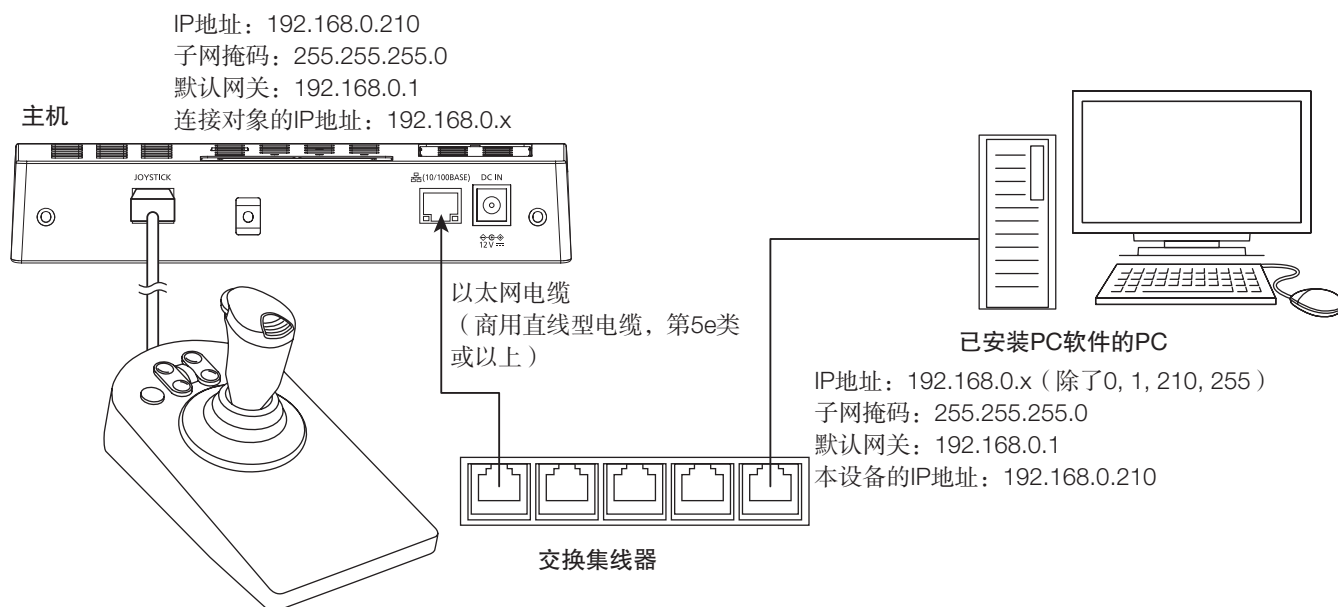 IP地址：192.168.0.210
子网掩码：255.255.255.0
默认网关：192.168.0.1
连接对象的IP地址：192.168.0.x
主机
JOYSTICK
(10/100BASE)
DC IN
12V
以太网电缆
（商用直线型电缆，第5e类
或以上）
已安装PC软件的PC
IP地址：192.168.0.x（除了0, 1, 210, 255）
子网掩码：255.255.255.0
默认网关：192.168.0.1
本设备的IP地址：192.168.0.210
交换集线器